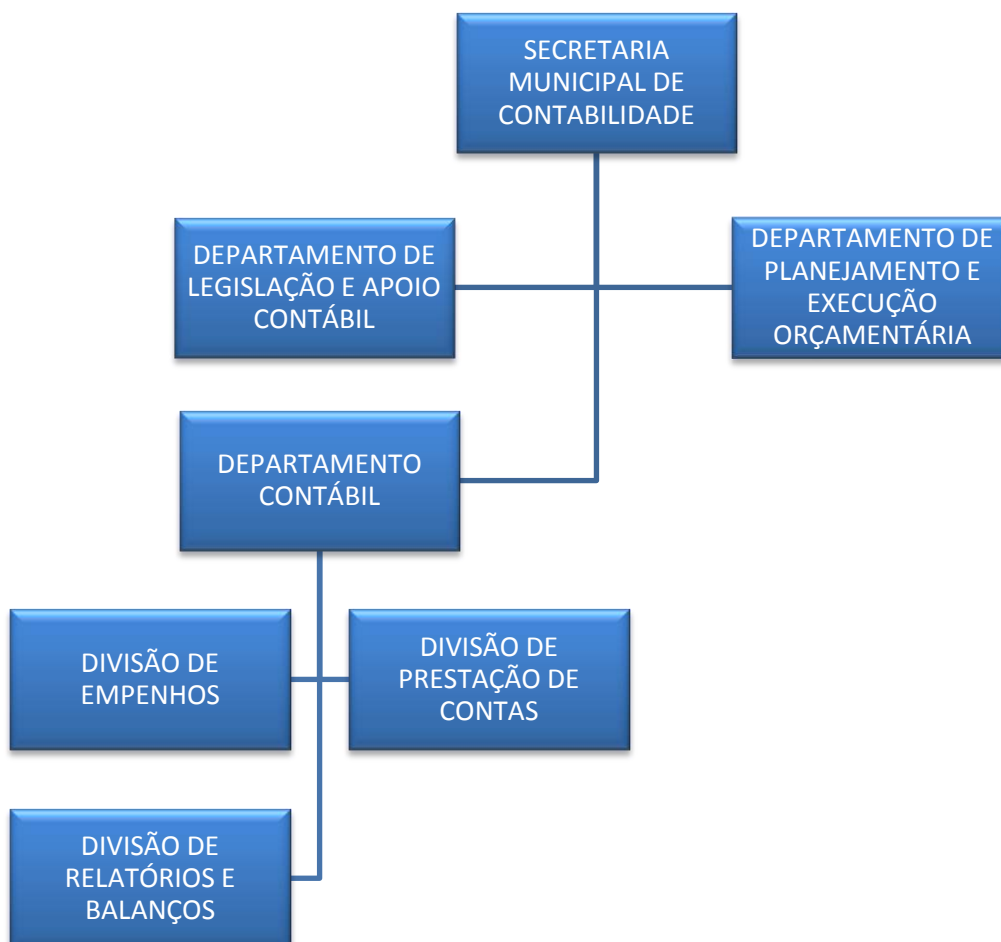 SECRETARIA
MUNICIPAL DE
CONTABILIDADE
DEPARTAMENTO DE
LEGISLAÇÃO E APOIO
CONTÁBIL
DEPARTAMENTO DE
PLANEJAMENTO E
EXECUÇÃO
ORÇAMENTÁRIA
DEPARTAMENTO
CONTÁBIL
DIVISÃO DE
EMPENHOS
DIVISÃO DE
PRESTAÇÃO DE
CONTAS
DIVISÃO DE
RELATÓRIOS E
BALANÇOS